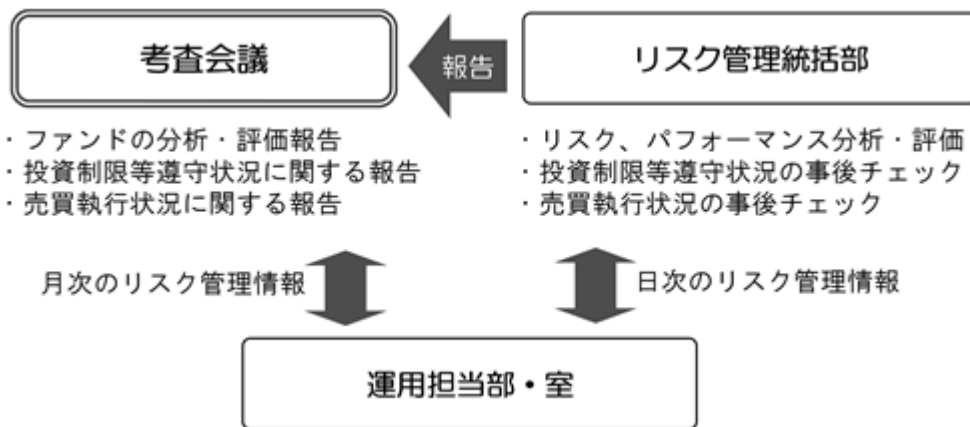 考査会議
報告
リスク管理統括部
・ファンドの分析・評価報告
・投資制限等遵守状況に関する報告
・売買執行状況に関する報告
・リスク、パフォーマンス分析・評価
・投資制限等遵守状況の事後チェック
・売買執行状況の事後チェック
月次のリスク管理情報
日次のリスク管理情報
運用担当部・室